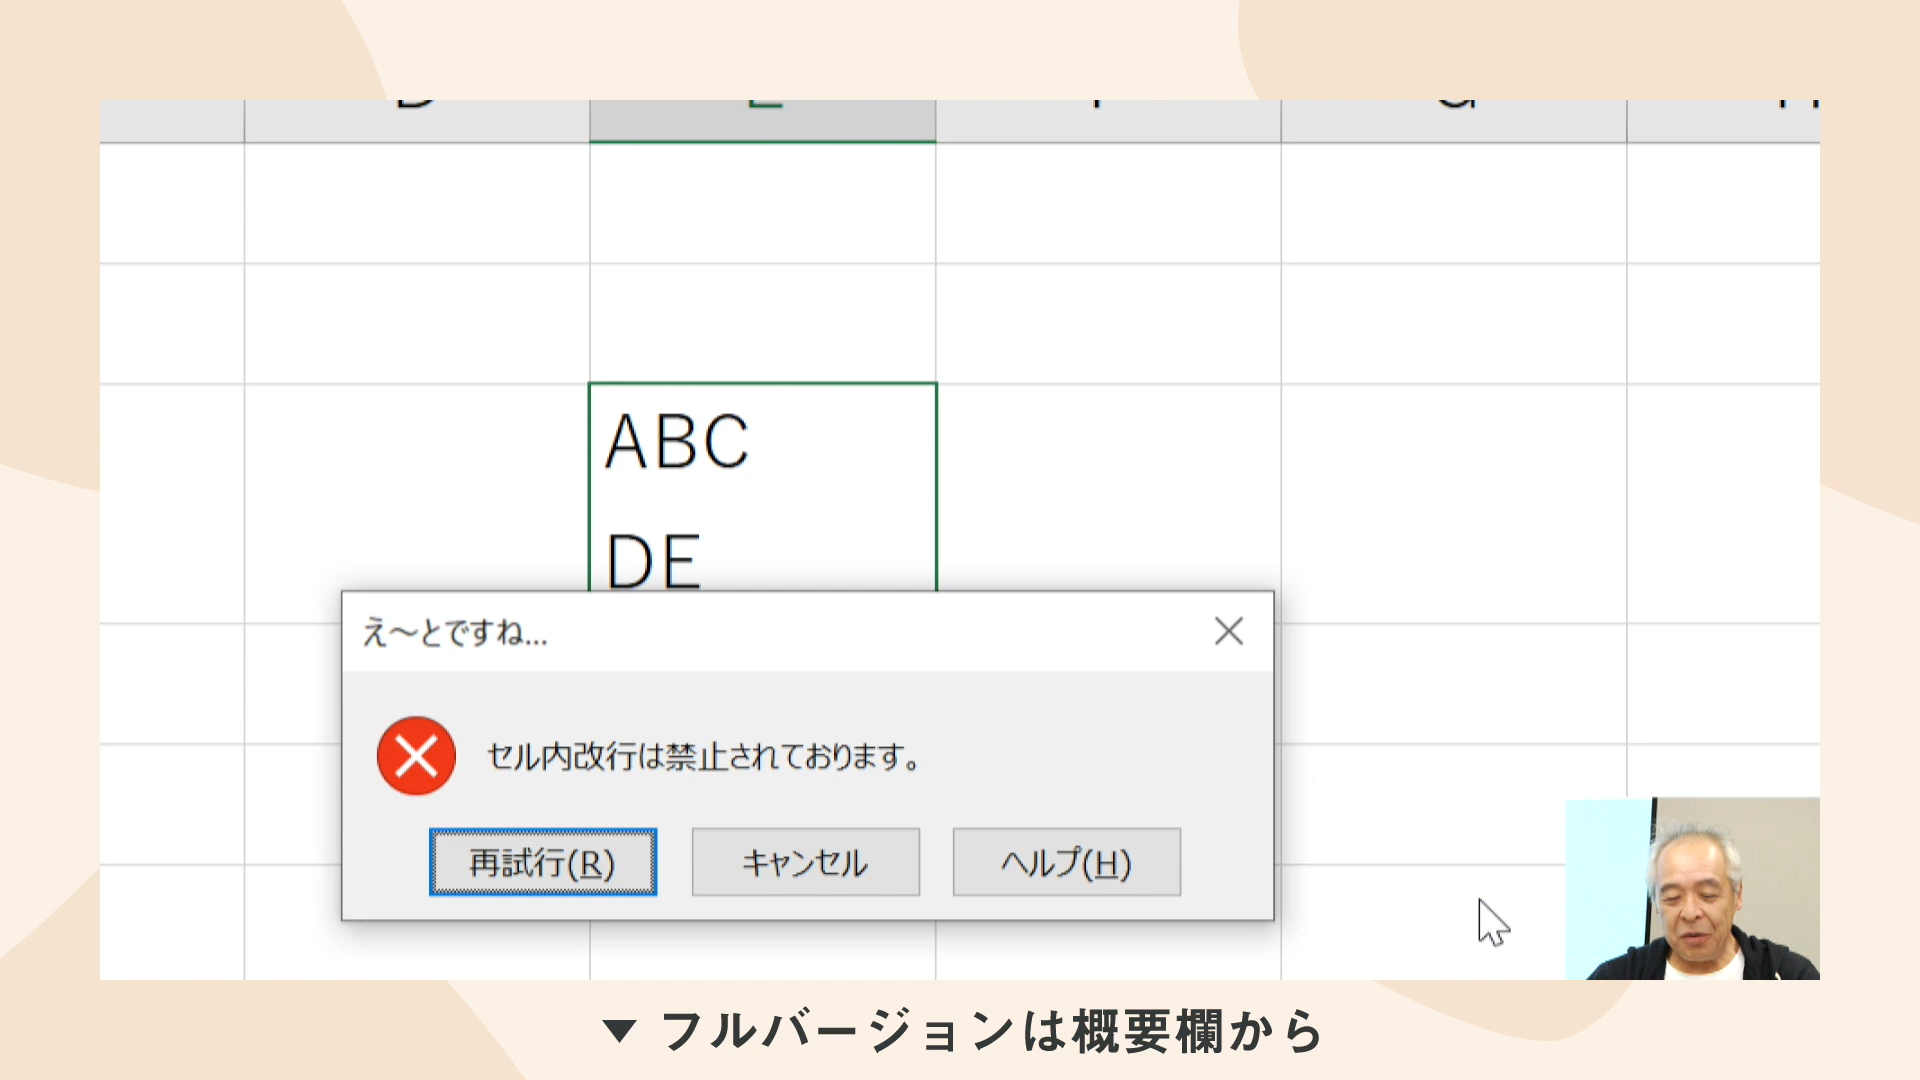 D E F G H
ABC
DE
え〜とですね...
セル内改行は禁止されております。
再試行(R) キャンセル ヘルプ(H)
▼ フルバージョンは概要欄から